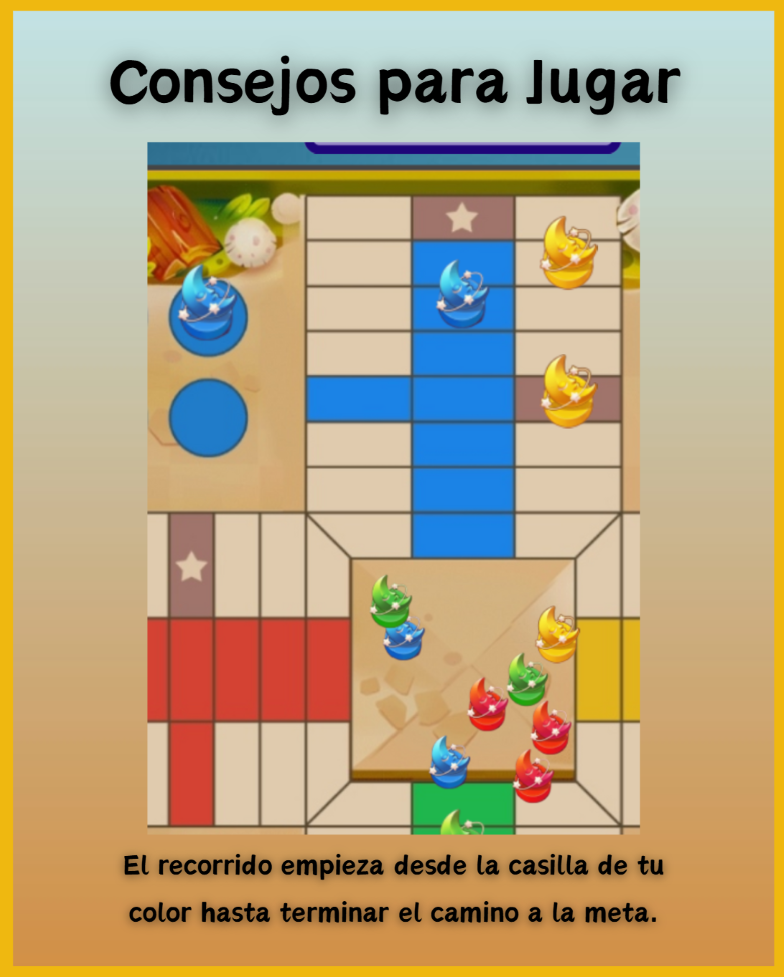 Consejos para Jugar
El recorrido empieza desde la casilla de tu
color hasta terminar el camino a la meta.